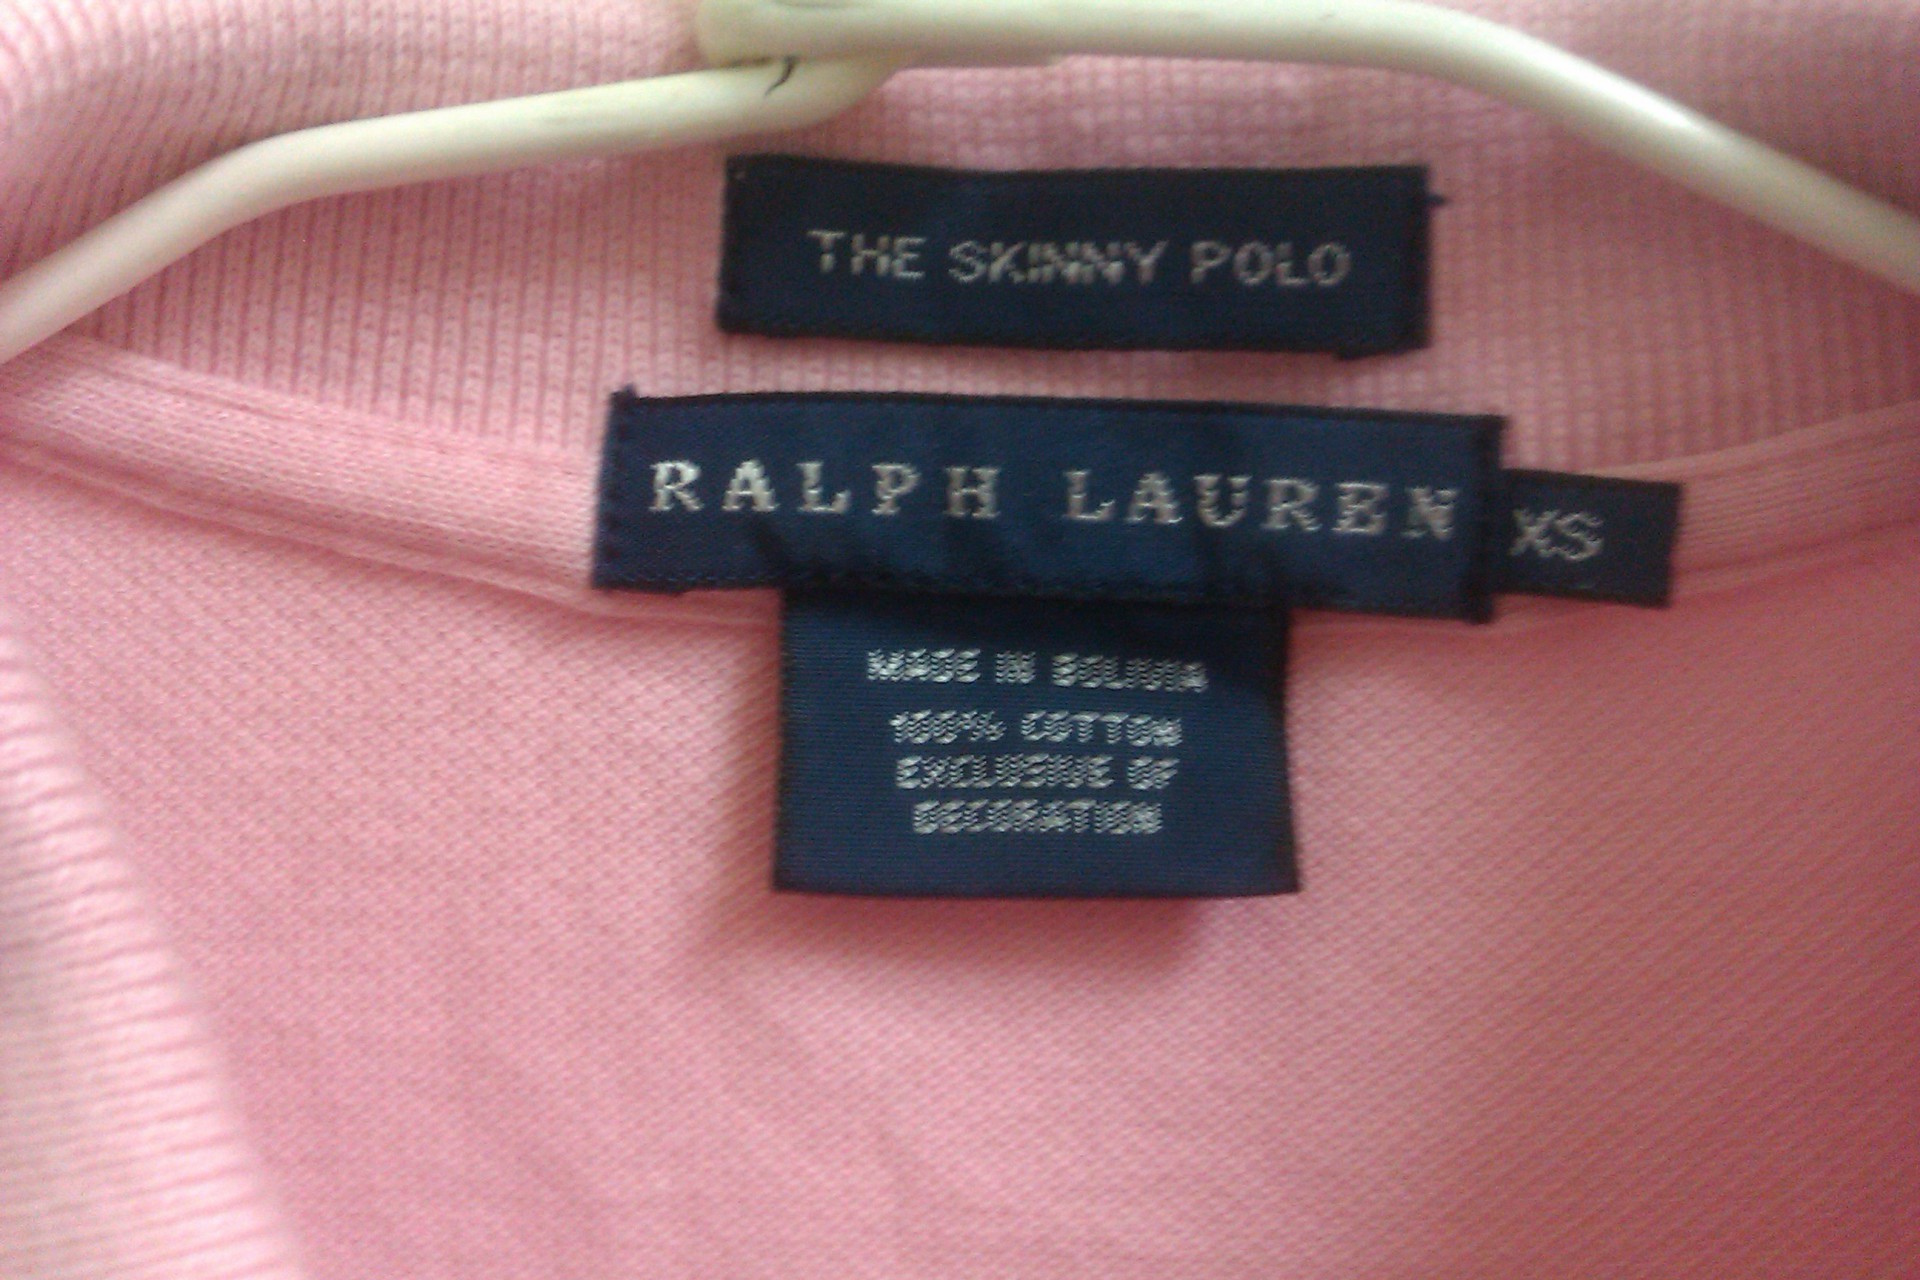 THE SKINNY POLO
RALPH LAUREN
XS
MADE IN BOLIVIA
100% COTTON
EXCLUSIVE OF
DECORATION